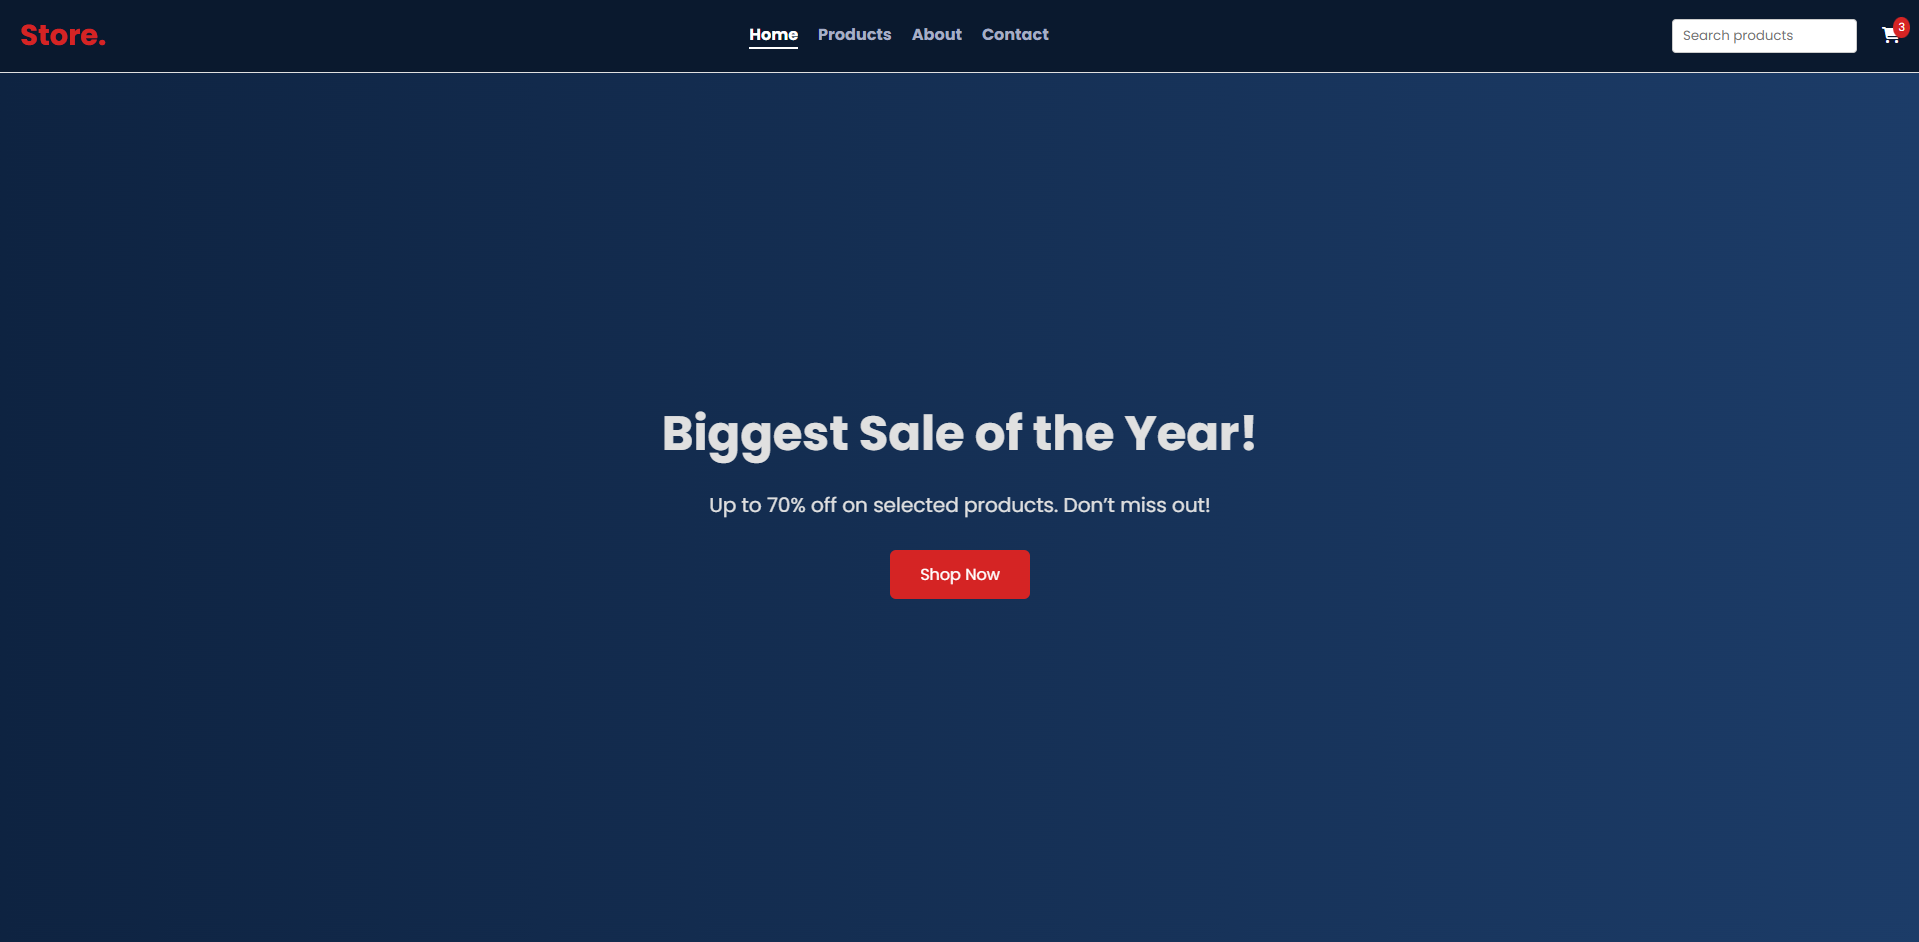 Store.
Home Products About Contact
Search products
3
Biggest Sale of the Year!
Up to 70% off on selected products. Don’t miss out!
Shop Now